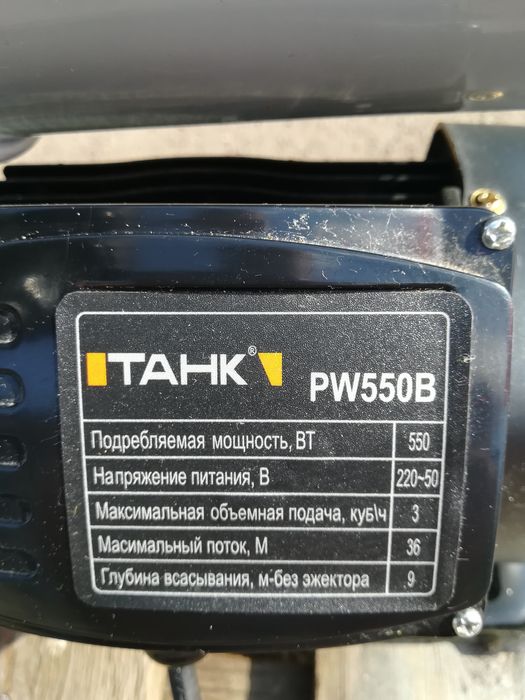 ТАНК®
PW550B
Подребляемая мощность, ВТ 550
Напряжение питания, В 220~50
Максимальная объемная подача, куб\ч 3
Масимальный поток, М 36
Глубина всасывания, м-без эжектора 9